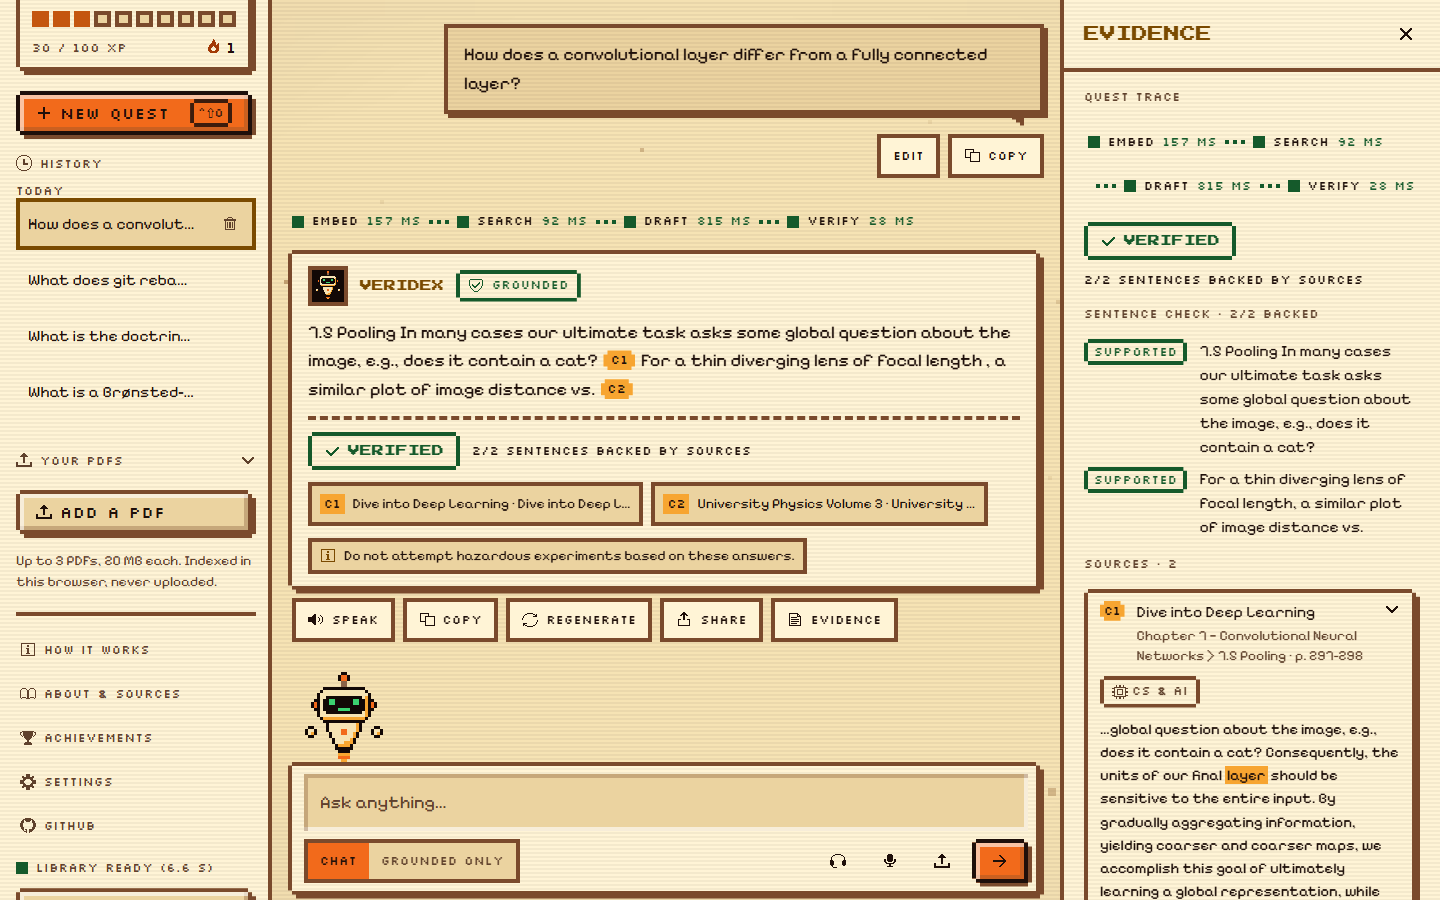 30 / 100 XP
1
+ NEW QUEST
^⇧O
HISTORY
TODAY
How does a convolut...
What does git reba...
What is the doctrin...
What is a Brønsted-...
YOUR PDFS
ADD A PDF
Up to 3 PDFs, 20 MB each. Indexed in
this browser, never uploaded.
HOW IT WORKS
ABOUT & SOURCES
ACHIEVEMENTS
SETTINGS
GITHUB
LIBRARY READY (6.6 S)
How does a convolutional layer differ from a fully connected
layer?
EDIT
COPY
EMBED 157 MS SEARCH 92 MS DRAFT 815 MS VERIFY 28 MS
VERIDEX
GROUNDED
7.5 Pooling In many cases our ultimate task asks some global question about the
image, e.g., does it contain a cat? C1 For a thin diverging lens of focal length , a
similar plot of image distance vs. C2
VERIFIED
2/2 SENTENCES BACKED BY SOURCES
C1 Dive into Deep Learning · Dive into Deep L...
C2 University Physics Volume 3 · University ...
Do not attempt hazardous experiments based on these answers.
SPEAK
COPY
REGENERATE
SHARE
EVIDENCE
Ask anything...
CHAT
GROUNDED ONLY
EVIDENCE
QUEST TRACE
EMBED 157 MS SEARCH 92 MS
DRAFT 815 MS VERIFY 28 MS
VERIFIED
2/2 SENTENCES BACKED BY SOURCES
SENTENCE CHECK · 2/2 BACKED
SUPPORTED
7.5 Pooling In many cases
our ultimate task asks
some global question about
the image, e.g., does it
contain a cat?
SUPPORTED
For a thin diverging lens of
focal length, a similar plot
of image distance vs.
SOURCES · 2
C1 Dive into Deep Learning
Chapter 7 – Convolutional Neural
Networks > 7.5 Pooling · p. 297-298
CS & AI
...global question about the image, e.g.,
does it contain a cat? Consequently, the
units of our final layer should be
sensitive to the entire input. By
gradually aggregating information,
yielding coarser and coarser maps, we
accomplish this goal of ultimately
learning a global representation, while